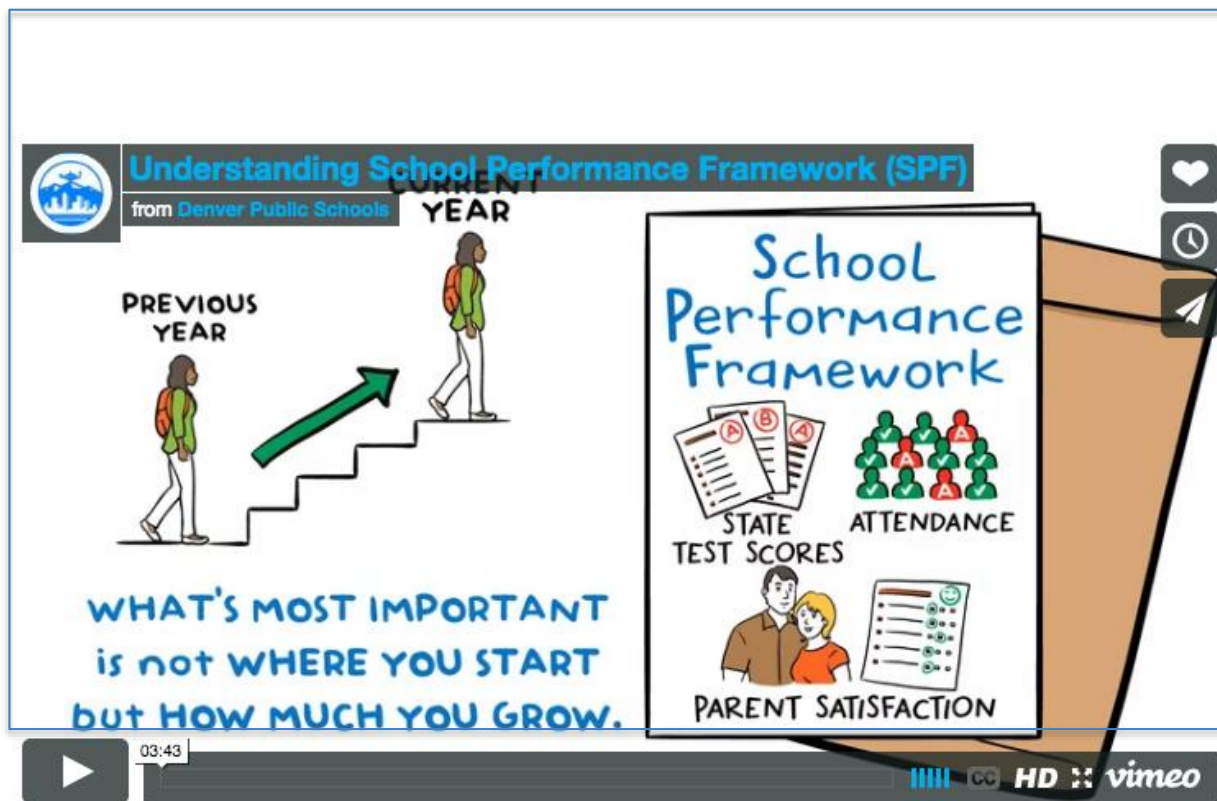 Understanding School Performance Framework (SPF)
from Denver Public Schools
CURRENT
YEAR
PREVIOUS
YEAR
WHAT'S MOST IMPORTANT
is not WHERE YOU START
but HOW MUCH YOU GROW.
School
Performance
Framework
A B A
A
A
A
STATE
TEST SCORES
ATTENDANCE
PARENT SATISFACTION
03:43
CC HD vimeo